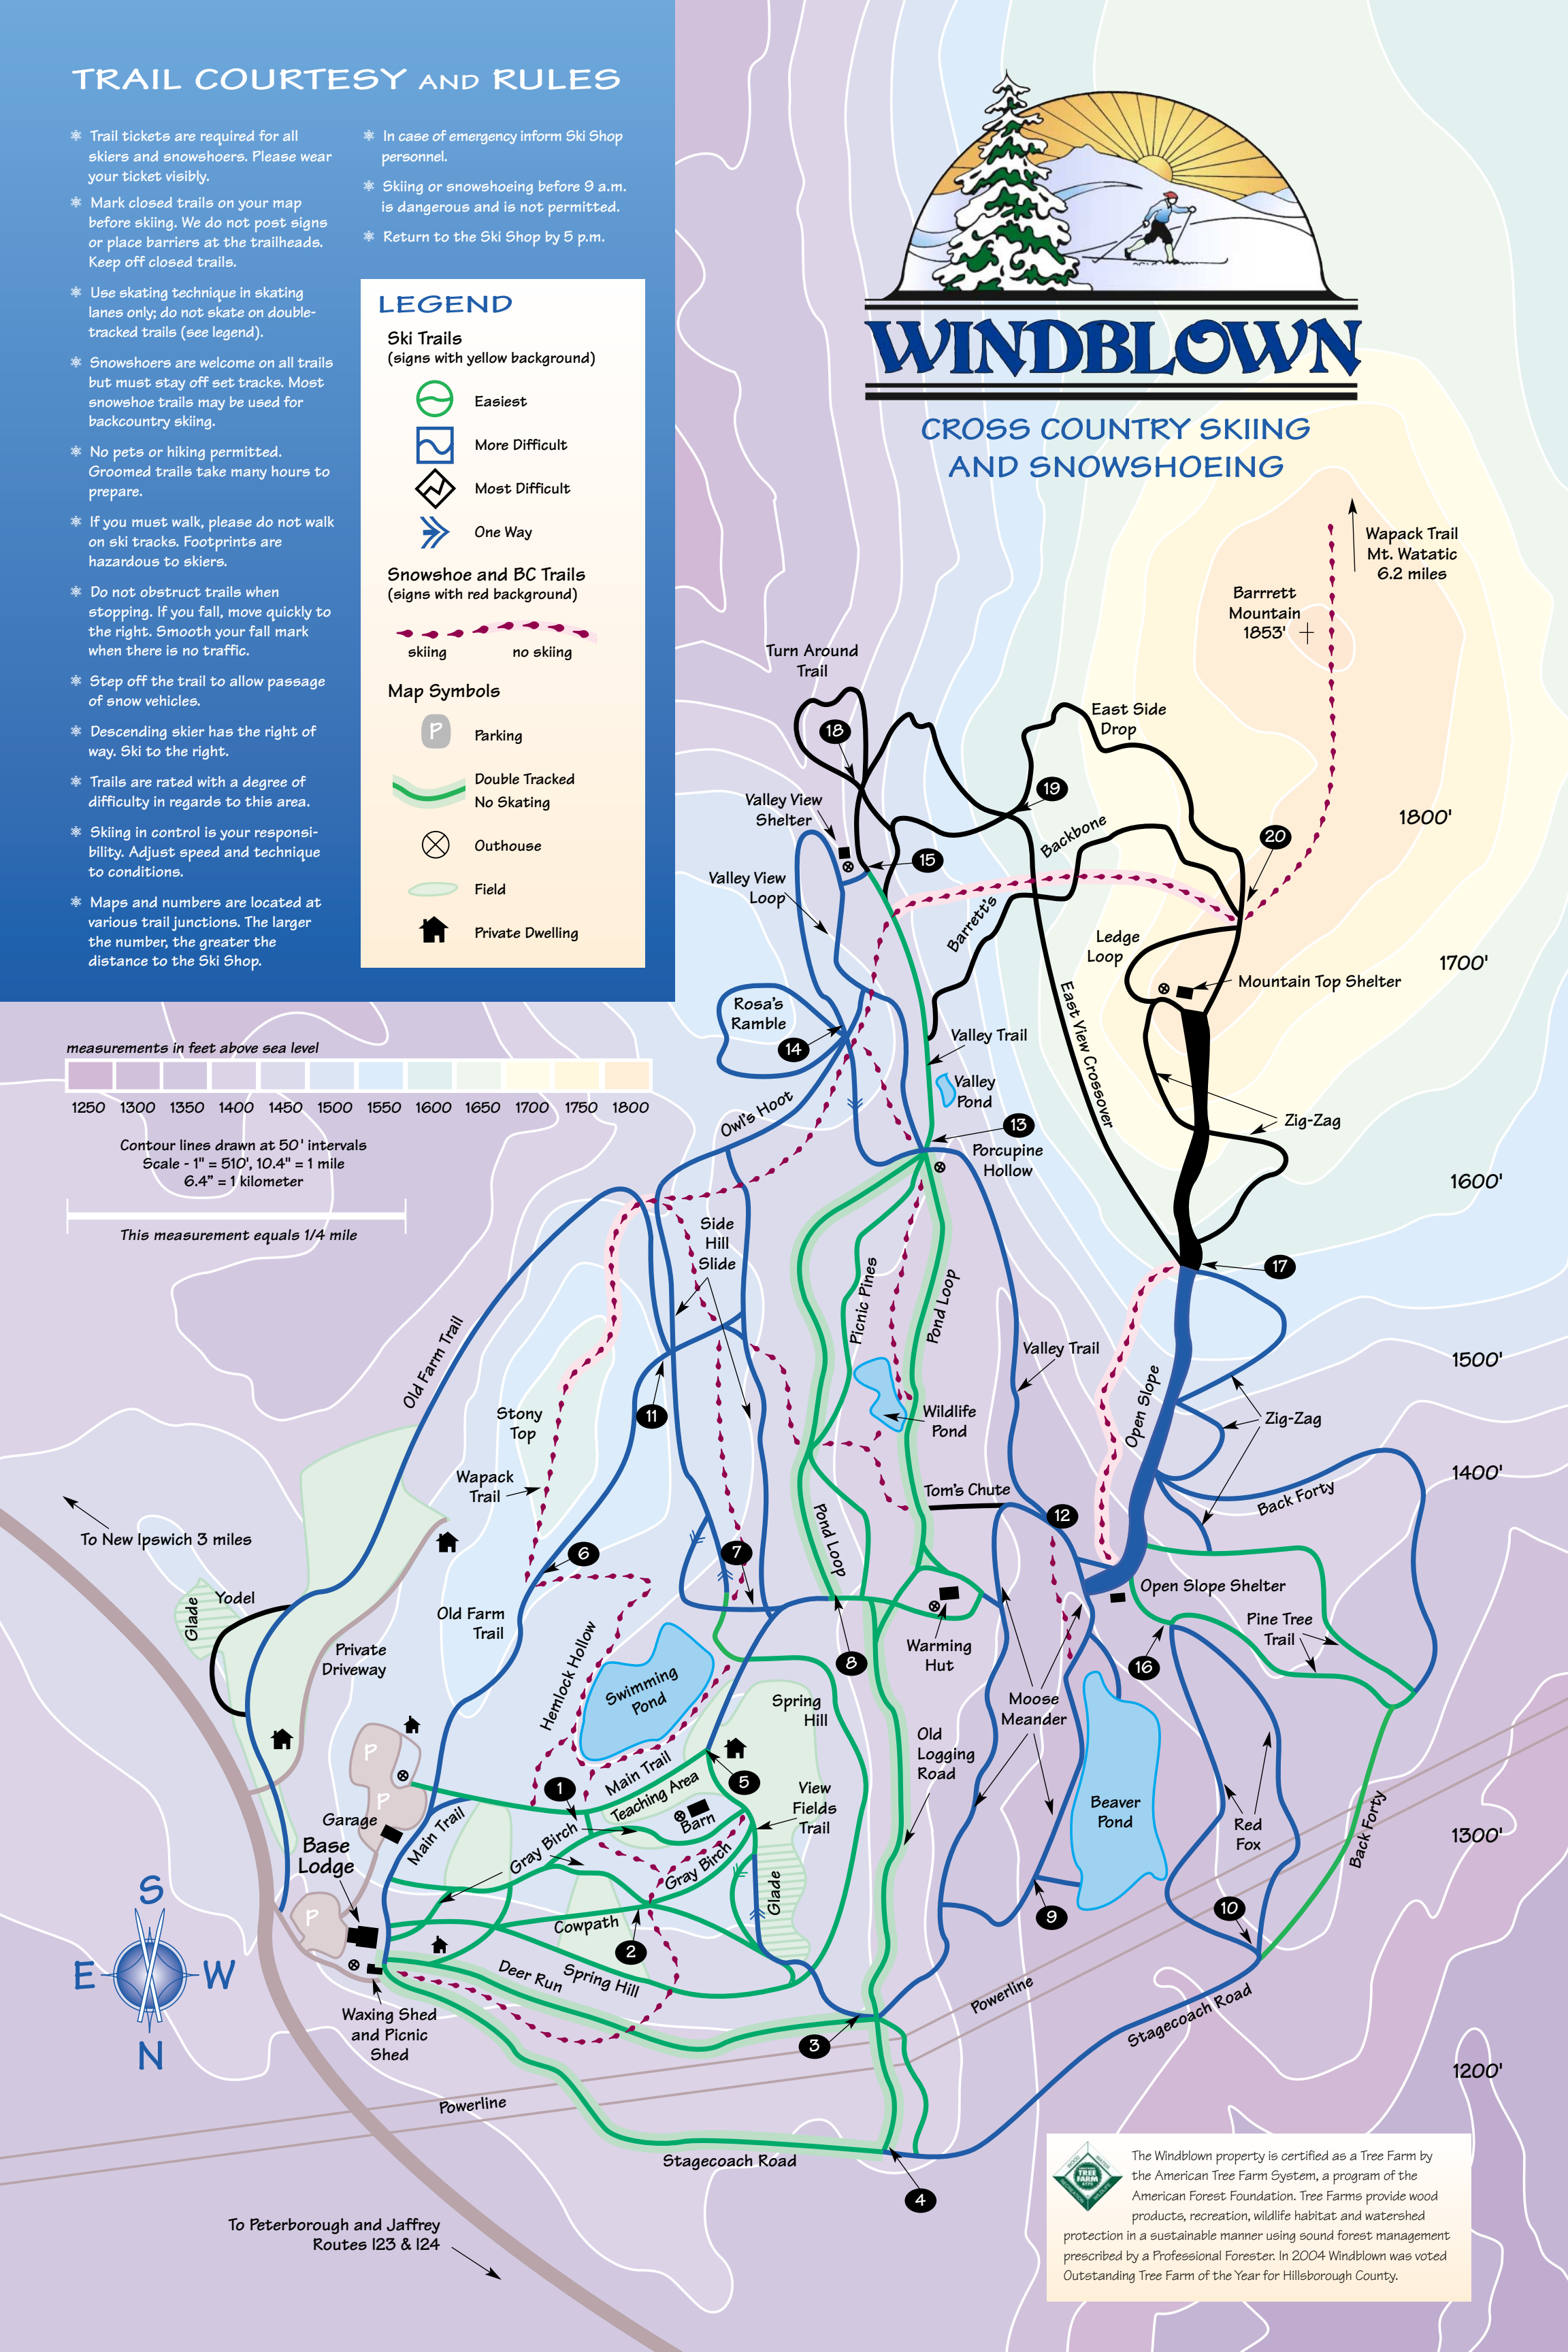 TRAIL COURTESY AND RULES
Trail tickets are required for all
skiers and snowshoers. Please wear
your ticket visibly.
Mark closed trails on your map
before skiing. We do not post signs
or place barriers at the trailheads.
Keep off closed trails.
Use skating technique in skating
lanes only; do not skate on double-
tracked trails (see legend).
Snowshoers are welcome on all trails
but must stay off set tracks. Most
snowshoe trails may be used for
backcountry skiing.
No pets or hiking permitted.
Groomed trails take many hours to
prepare.
If you must walk, please do not walk
on ski tracks. Footprints are
hazardous to skiers.
Do not obstruct trails when
stopping. If you fall, move quickly to
the right. Smooth your fall mark
when there is no traffic.
Step off the trail to allow passage
of snow vehicles.
Descending skier has the right of
way. Ski to the right.
Trails are rated with a degree of
difficulty in regards to this area.
Skiing in control is your responsi-
bility. Adjust speed and technique
to conditions.
Maps and numbers are located at
various trail junctions. The larger
the number, the greater the
distance to the Ski Shop.
In case of emergency inform Ski Shop
personnel.
Skiing or snowshoeing before 9 a.m.
is dangerous and is not permitted.
Return to the Ski Shop by 5 p.m.
LEGEND
Ski Trails
(signs with yellow background)
Easiest
More Difficult
Most Difficult
One Way
Snowshoe and BC Trails
(signs with red background)
skiing no skiing
Map Symbols
P Parking
Double Tracked
No Skating
Outhouse
Field
Private Dwelling
WINDBLOWN
CROSS COUNTRY SKIING
AND SNOWSHOEING
Wapack Trail
Mt. Watatic
6.2 miles
Barrrett
Mountain
1853'
Turn Around
Trail
18
East Side
Drop
19
Valley View
Shelter
Backbone
1800'
20
15
Valley View
Loop
Barrett's
Ledge
Loop
1700'
Mountain Top Shelter
Rosa's
Ramble
14
East View Crossover
Valley Trail
Valley
Pond
Owl's Hoot
13
Porcupine
Hollow
Zig-Zag
1600'
measurements in feet above sea level
1250 1300 1350 1400 1450 1500 1550 1600 1650 1700 1750 1800
Contour lines drawn at 50' intervals
Scale - 1" = 510', 10.4" = 1 mile
6.4" = 1 kilometer
This measurement equals 1/4 mile
Side
Hill
Slide
17
Picnic Pines
Pond Loop
Old Farm Trail
Valley Trail
1500'
Open Slope
Stony
Top
11
Wildlife
Pond
Zig-Zag
Wapack
Trail
1400'
Tom's Chute
Back Forty
To New Ipswich 3 miles
Pond Loop
12
6
7
Glade
Yodel
Open Slope Shelter
Old Farm
Trail
Pine Tree
Trail
Private
Driveway
Hemlock Hollow
Warming
Hut
8
16
Swimming
Pond
Spring
Hill
Moose
Meander
Old
Logging
Road
P
P
Main Trail
5
1
Teaching Area
View
Fields
Trail
Beaver
Pond
Red
Fox
Back Forty
1300'
Garage
Main Trail
Barn
Base
Lodge
Gray Birch
Gray Birch
Glade
P
Cowpath
2
9
10
S
E W
N
Deer Run
Spring Hill
Powerline
Waxing Shed
and Picnic
Shed
3
Stagecoach Road
1200'
Powerline
Stagecoach Road
4
To Peterborough and Jaffrey
Routes 123 & 124
WOOD
WATER
TREE
FARM
RECREATION
WILDLIFE
The Windblown property is certified as a Tree Farm by
the American Tree Farm System, a program of the
American Forest Foundation. Tree Farms provide wood
products, recreation, wildlife habitat and watershed
protection in a sustainable manner using sound forest management
prescribed by a Professional Forester. In 2004 Windblown was voted
Outstanding Tree Farm of the Year for Hillsborough County.